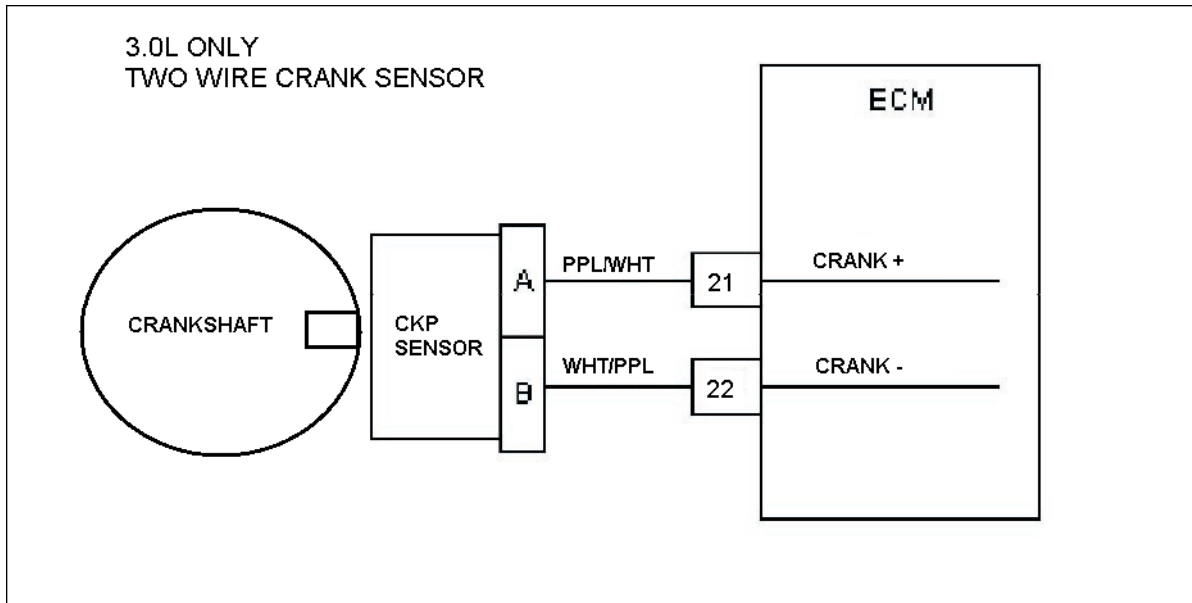 3.0L ONLY
TWO WIRE CRANK SENSOR
ECM
CRANKSHAFT
CKP
SENSOR
A
PPL/WHT
21
CRANK +
B
WHT/PPL
22
CRANK -